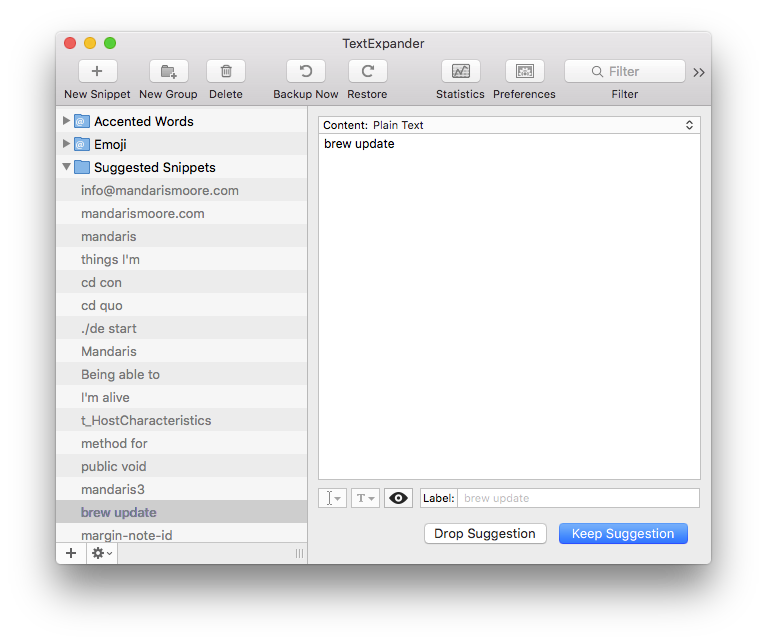 TextExpander
New Snippet New Group Delete Backup Now Restore Statistics Preferences Filter
Filter
Accented Words
Emoji
Suggested Snippets
info@mandarismoore.com
mandarismoore.com
mandaris
things I'm
cd con
cd quo
./de start
Mandaris
Being able to
I'm alive
t_HostCharacteristics
method for
public void
mandaris3
brew update
margin-note-id
Content: Plain Text
brew update
T
Label: brew update
Drop Suggestion Keep Suggestion